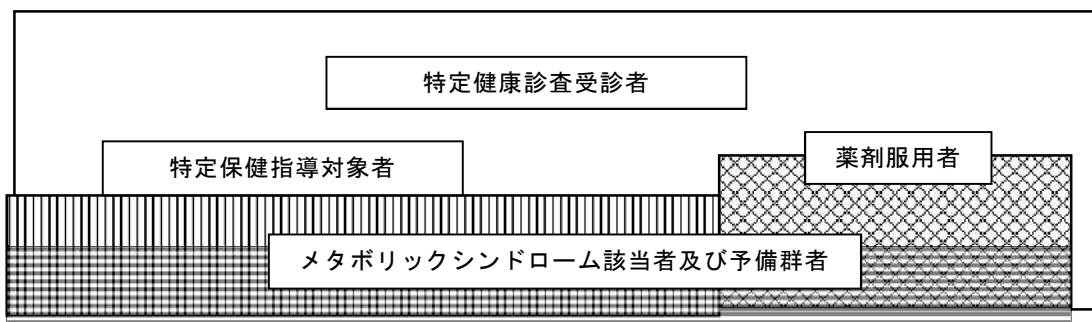 特定健康診査受診者
薬剤服用者
特定保健指導対象者
メタボリックシンドローム該当者及び予備群者